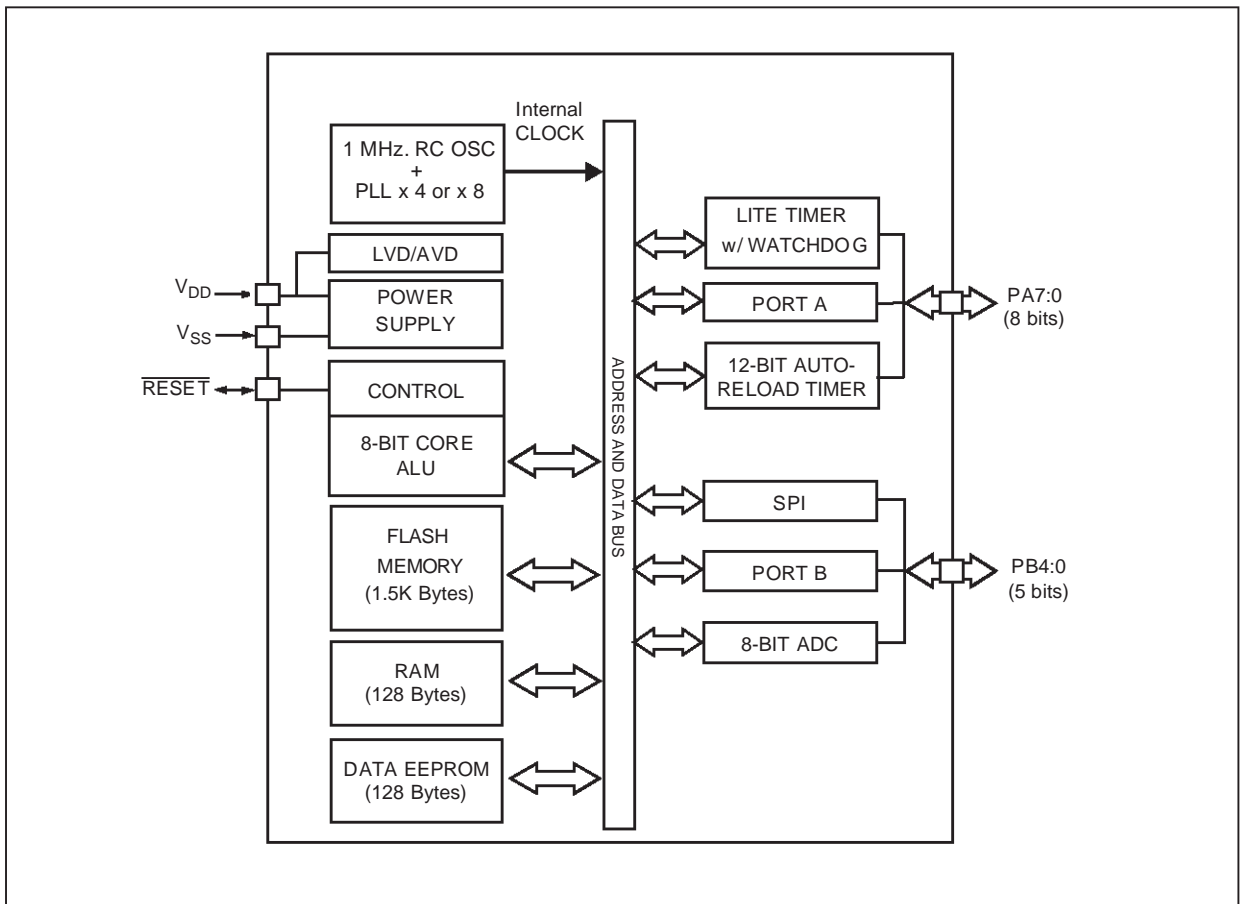 Internal
CLOCK
1 MHz. RC OSC
+
PLL x 4 or x 8
LVD/AVD
VDD
POWER
SUPPLY
VSS
RESET
CONTROL
8-BIT CORE
ALU
FLASH
MEMORY
(1.5K Bytes)
RAM
(128 Bytes)
DATA EEPROM
(128 Bytes)
ADDRESS AND DATA BUS
LITE TIMER
w/ WATCHDOG
PORT A
12-BIT AUTO-
RELOAD TIMER
PA7:0
(8 bits)
SPI
PORT B
8-BIT ADC
PB4:0
(5 bits)